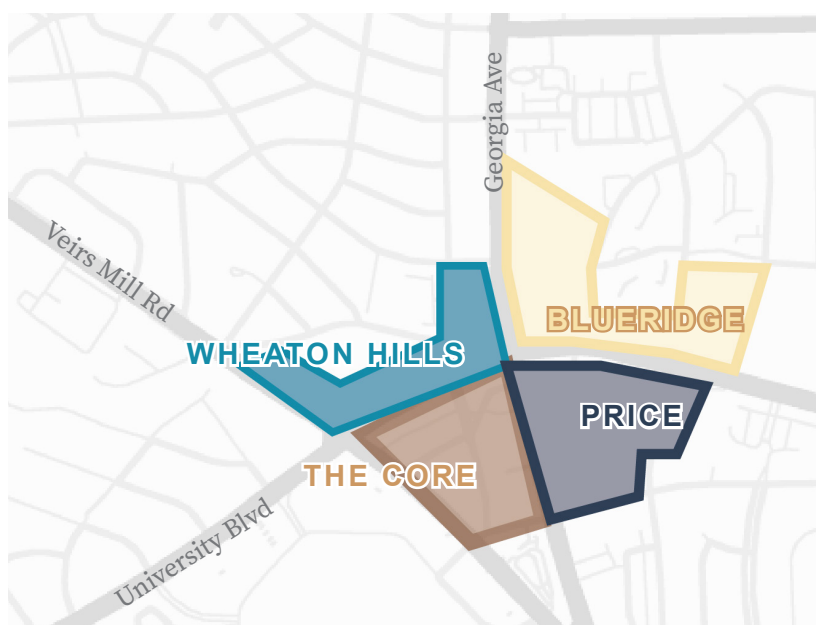 Georgia Ave
Veirs Mill Rd
BLUERIDGE
WHEATON HILLS
PRICE
THE CORE
University Blvd